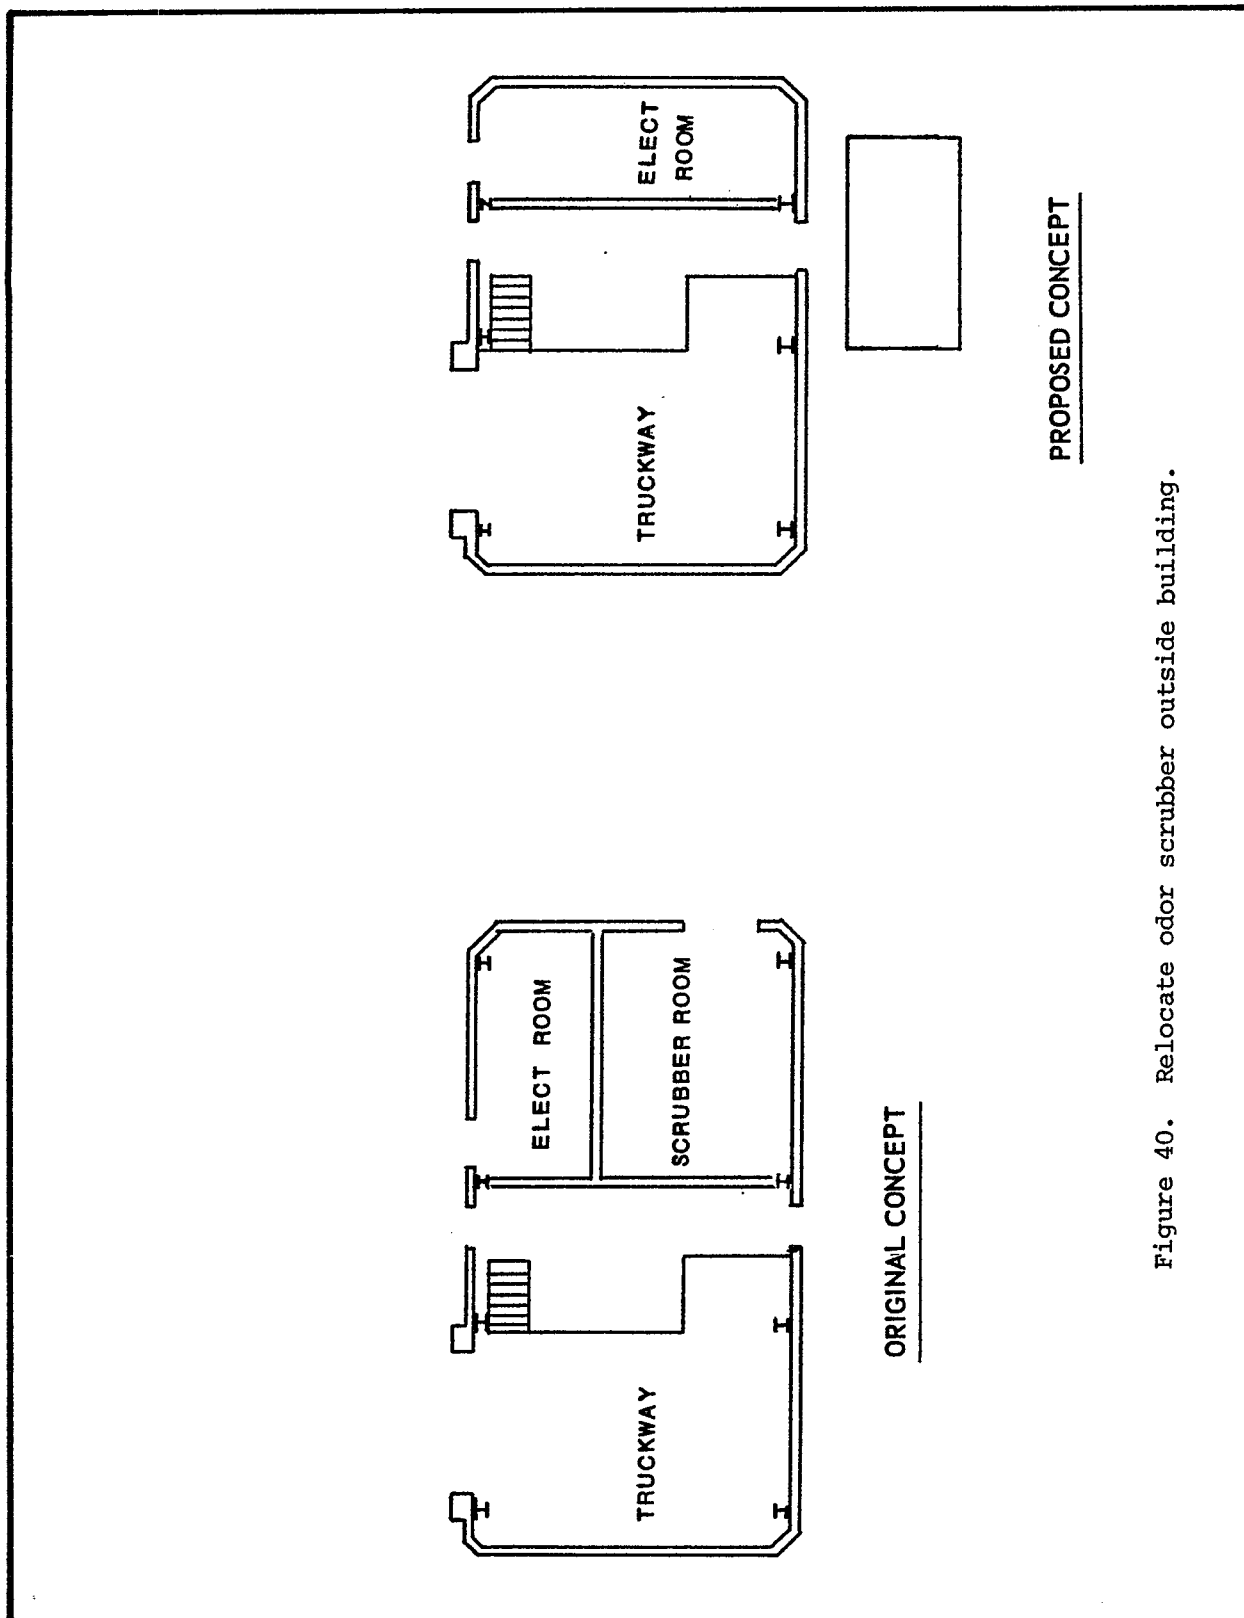 TRUCKWAY
ELECT ROOM
SCRUBBER ROOM
ORIGINAL CONCEPT
TRUCKWAY
ELECT
ROOM
PROPOSED CONCEPT
Figure 40. Relocate odor scrubber outside building.